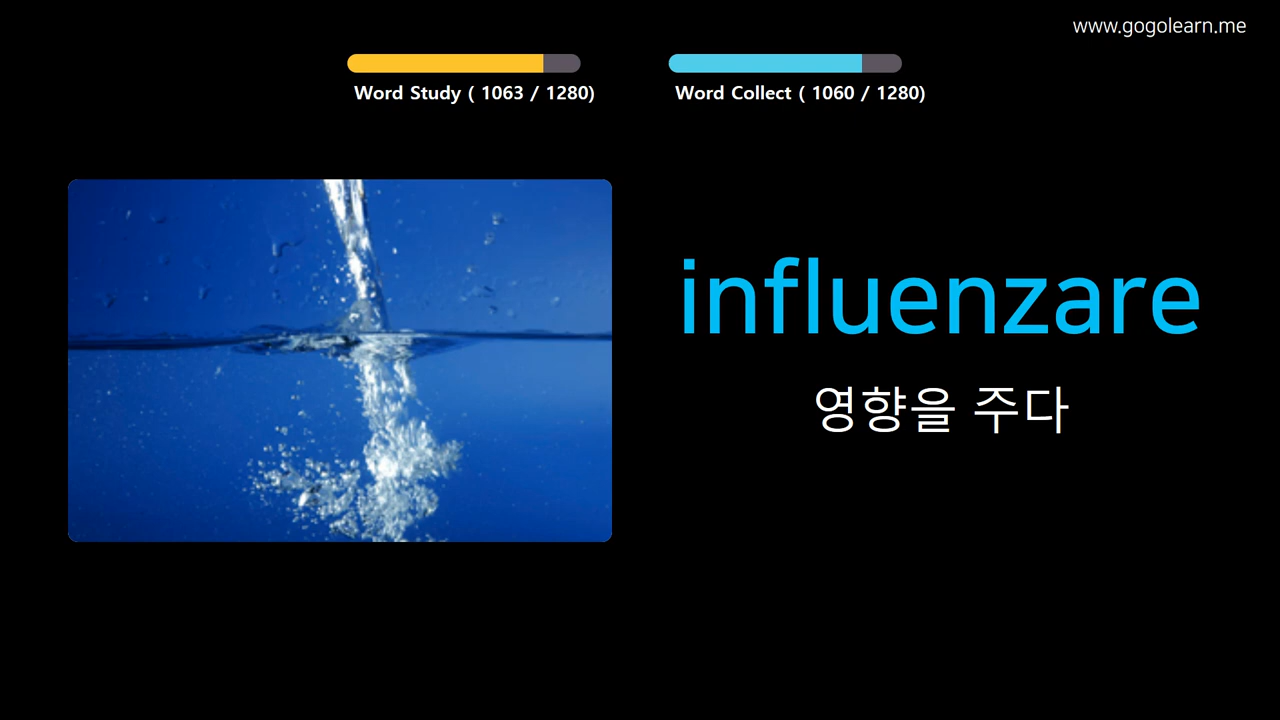 www.gogolearn.me
Word Study ( 1063 / 1280)
Word Collect ( 1060 / 1280)
influenzare
영향을 주다